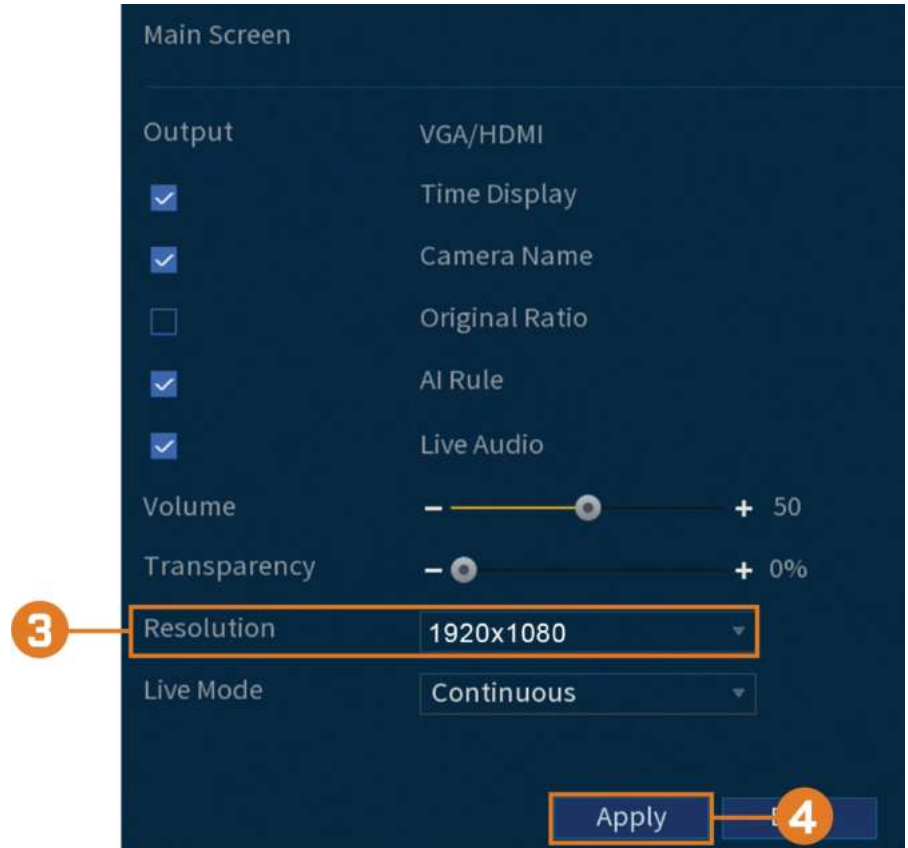 Main Screen
Output VGA/HDMI
Time Display
Camera Name
Original Ratio
AI Rule
Live Audio
Volume - + 50
Transparency - + 0%
3 Resolution 1920x1080
Live Mode Continuous
Apply 4